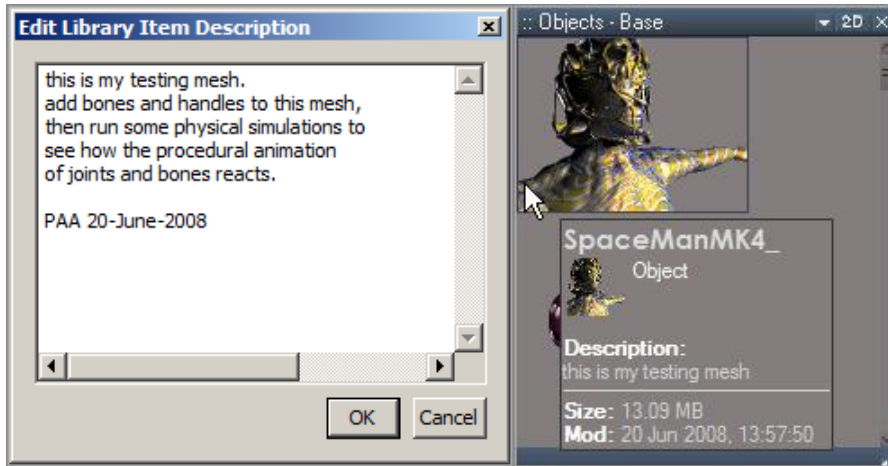 Edit Library Item Description
this is my testing mesh.
add bones and handles to this mesh,
then run some physical simulations to
see how the procedural animation
of joints and bones reacts.
PAA 20-June-2008
OK Cancel
:: Objects - Base 2D
SpaceManMK4_
Object
Description:
this is my testing mesh
Size: 13.09 MB
Mod: 20 Jun 2008, 13:57:50